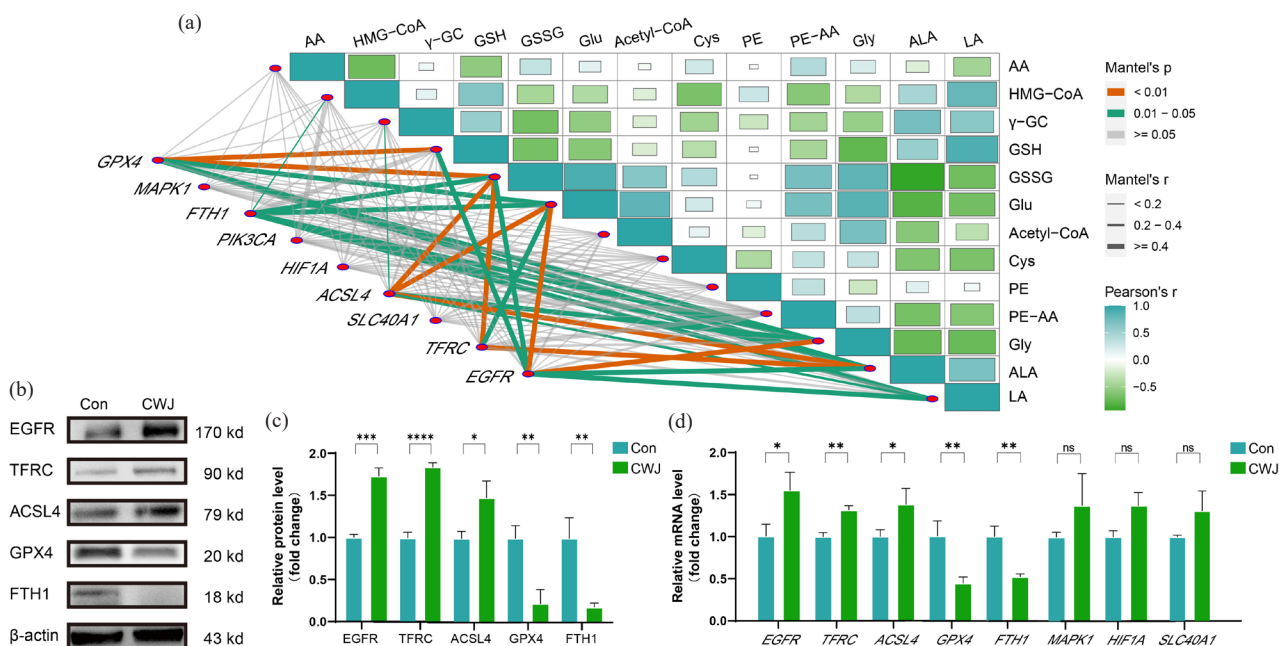 (a)
AA HMG-CoA γ-GC GSH GSSG Glu Acetyl-CoA Cys PE PE-AA Gly ALA LA
AA
HMG-CoA
γ-GC
GSH
GSSG
Glu
Acetyl-CoA
Cys
PE
PE-AA
Gly
ALA
LA
GPX4
MAPK1
FTH1
PIK3CA
HIF1A
ACSL4
SLC40A1
TFRC
EGFR
Mantel's p
< 0.01
0.01 - 0.05
>= 0.05
Mantel's r
< 0.2
0.2 - 0.4
>= 0.4
Pearson's r
1.0
0.5
0.0
-0.5
(b)
Con CWJ
EGFR 170 kd
TFRC 90 kd
ACSL4 79 kd
GPX4 20 kd
FTH1 18 kd
β-actin 43 kd
(c)
Relative protein level
(fold change)
2.0
1.5
1.0
0.5
0.0
*** **** * ** **
Con
CWJ
EGFR TFRC ACSL4 GPX4 FTH1
(d)
Relative mRNA level
(fold change)
2.0
1.5
1.0
0.5
0.0
* ** * ** ** ns ns ns
Con
CWJ
EGFR TFRC ACSL4 GPX4 FTH1 MAPK1 HIF1A SLC40A1